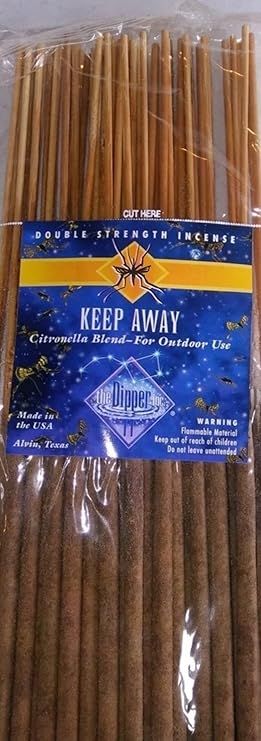 CUT HERE
DOUBLE STRENGTH INCENSE
KEEP AWAY
Citronella Blend–For Outdoor Use
the Dipper inc. ®
Made in
the USA
Alvin, Texas
WARNING
Flammable Material
Keep out of reach of children
Do not leave unattended